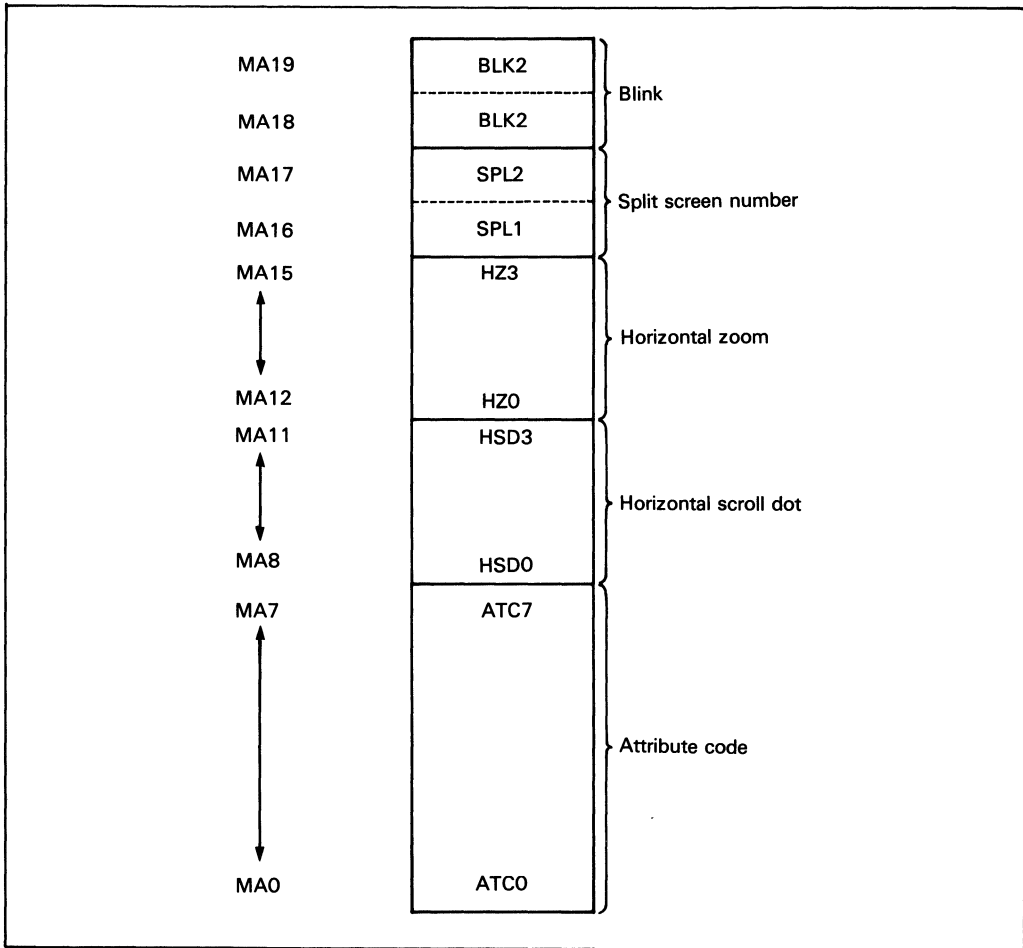 MA19 BLK2
Blink
MA18 BLK2
MA17 SPL2
Split screen number
MA16 SPL1
MA15 HZ3
Horizontal zoom
MA12 HZ0
MA11 HSD3
Horizontal scroll dot
MA8 HSD0
MA7 ATC7
Attribute code
MA0 ATC0